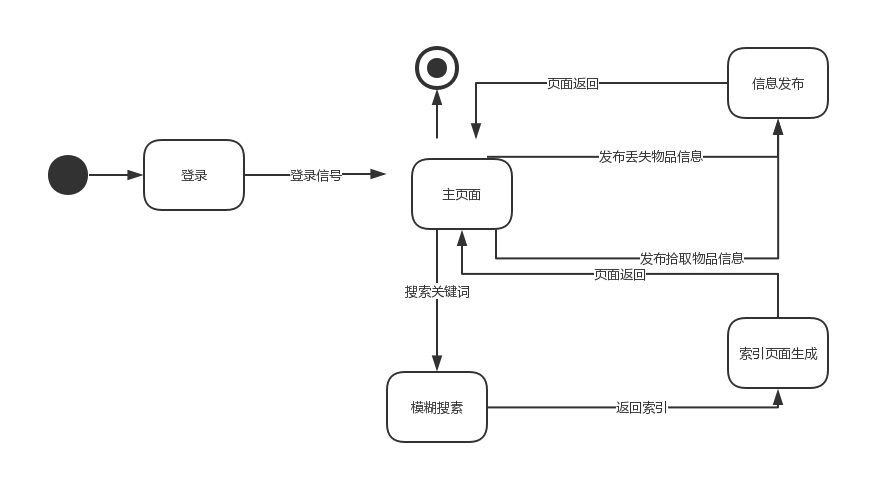 页面返回
信息发布
发布丢失物品信息
登录
登录信号
主页面
发布拾取物品信息
页面返回
搜索关键词
索引页面生成
模糊搜素
返回索引